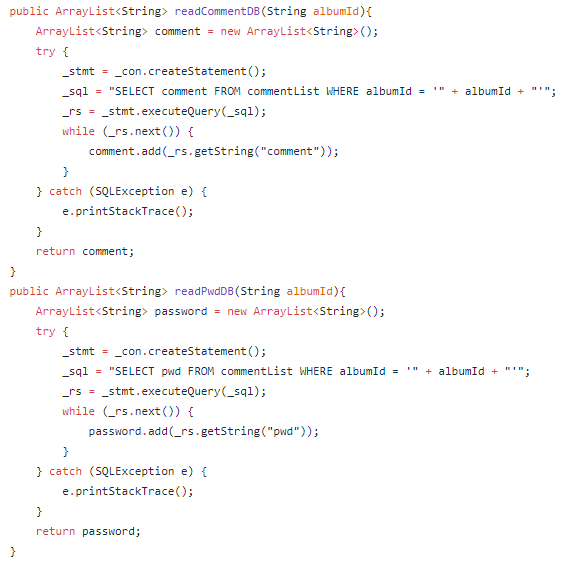 public ArrayList<String> readCommentDB(String albumId){
    ArrayList<String> comment = new ArrayList<String>();
    try {
        _stmt = _con.createStatement();
        _sql = "SELECT comment FROM commentList WHERE albumId = '" + albumId + "'";
        _rs = _stmt.executeQuery(_sql);
        while (_rs.next()) {
            comment.add(_rs.getString("comment"));
        }
    } catch (SQLException e) {
        e.printStackTrace();
    }
    return comment;
}
public ArrayList<String> readPwdDB(String albumId){
    ArrayList<String> password = new ArrayList<String>();
    try {
        _stmt = _con.createStatement();
        _sql = "SELECT pwd FROM commentList WHERE albumId = '" + albumId + "'";
        _rs = _stmt.executeQuery(_sql);
        while (_rs.next()) {
            password.add(_rs.getString("pwd"));
        }
    } catch (SQLException e) {
        e.printStackTrace();
    }
    return password;
}